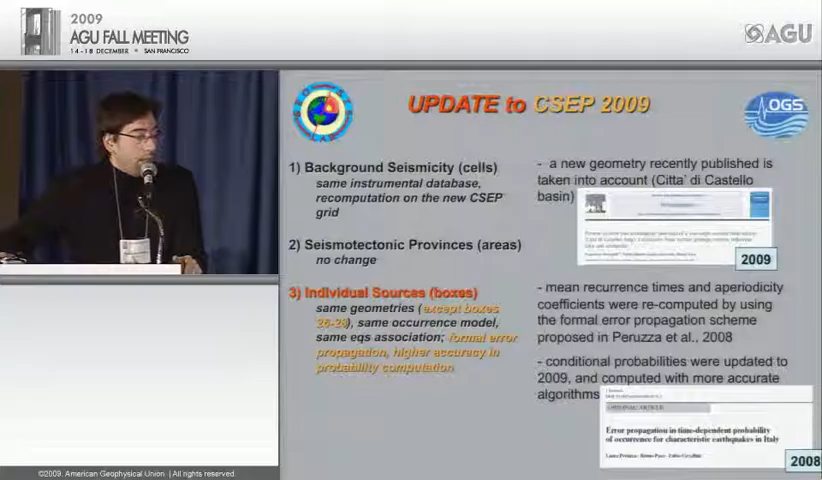 2009
AGU FALL MEETING
14 - 18 DECEMBER • SAN FRANCISCO
AGU
UPDATE to CSEP 2009
OGS
1) Background Seismicity (cells)
same instrumental database,
recomputation on the new CSEP
grid
2) Seismotectonic Provinces (areas)
no change
3) Individual Sources (boxes)
same geometries (except boxes
), same occurrence model,
same eqs association; formal error
propagation, higher accuracy in
probability computation
- a new geometry recently published is
taken into account (Citta' di Castello
basin)
2009
- mean recurrence times and aperiodicity
coefficients were re-computed by using
the formal error propagation scheme
proposed in Peruzza et al., 2008
- conditional probabilities were updated to
2009, and computed with more accurate
algorithms
ORIGINAL ARTICLE
Error propagation in time-dependent probability
of occurrence for characteristic earthquakes in Italy
2008
©2009. American Geophysical Union | All rights reserved.